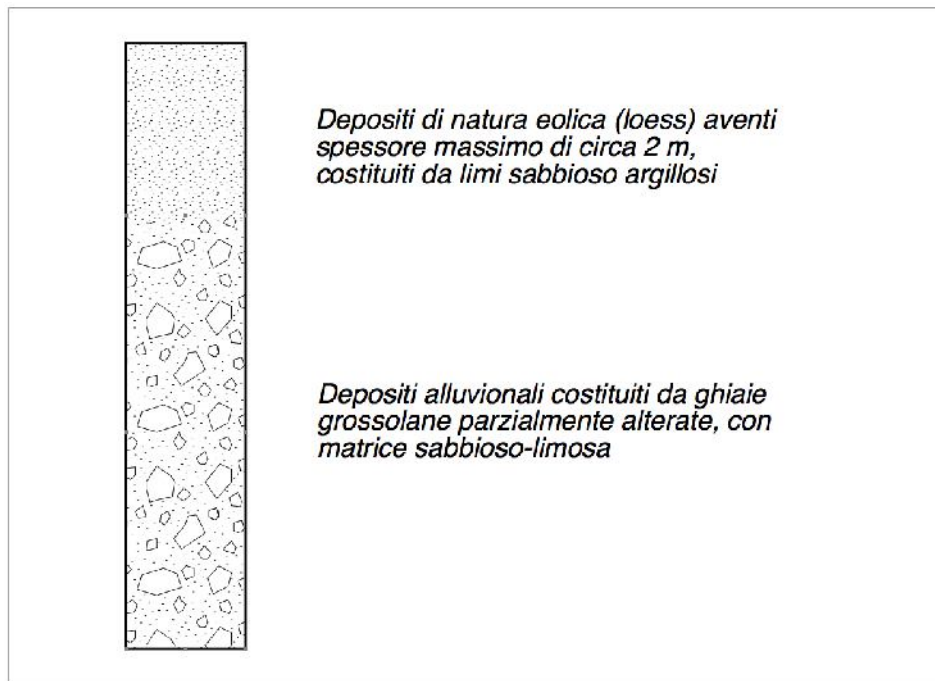 Depositi di natura eolica (loess) aventi
spessore massimo di circa 2 m,
costituiti da limi sabbioso argillosi
Depositi alluvionali costituiti da ghiaie
grossolane parzialmente alterate, con
matrice sabbioso-limosa